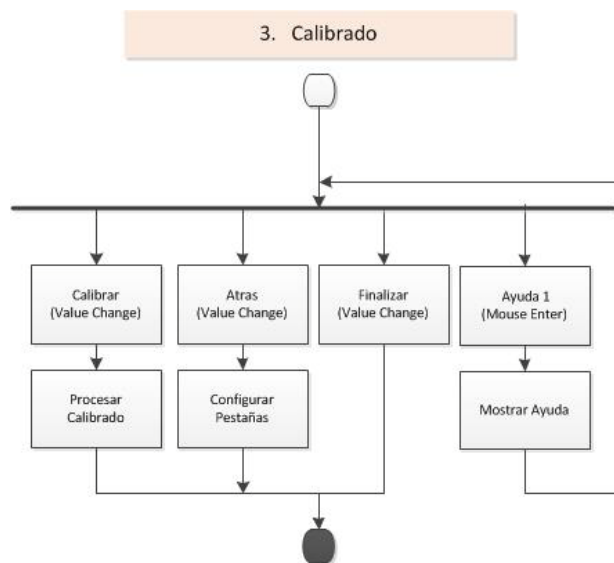 3. Calibrado
Calibrar
(Value Change)
Atras
(Value Change)
Finalizar
(Value Change)
Ayuda 1
(Mouse Enter)
Procesar
Calibrado
Configurar
Pestañas
Mostrar Ayuda